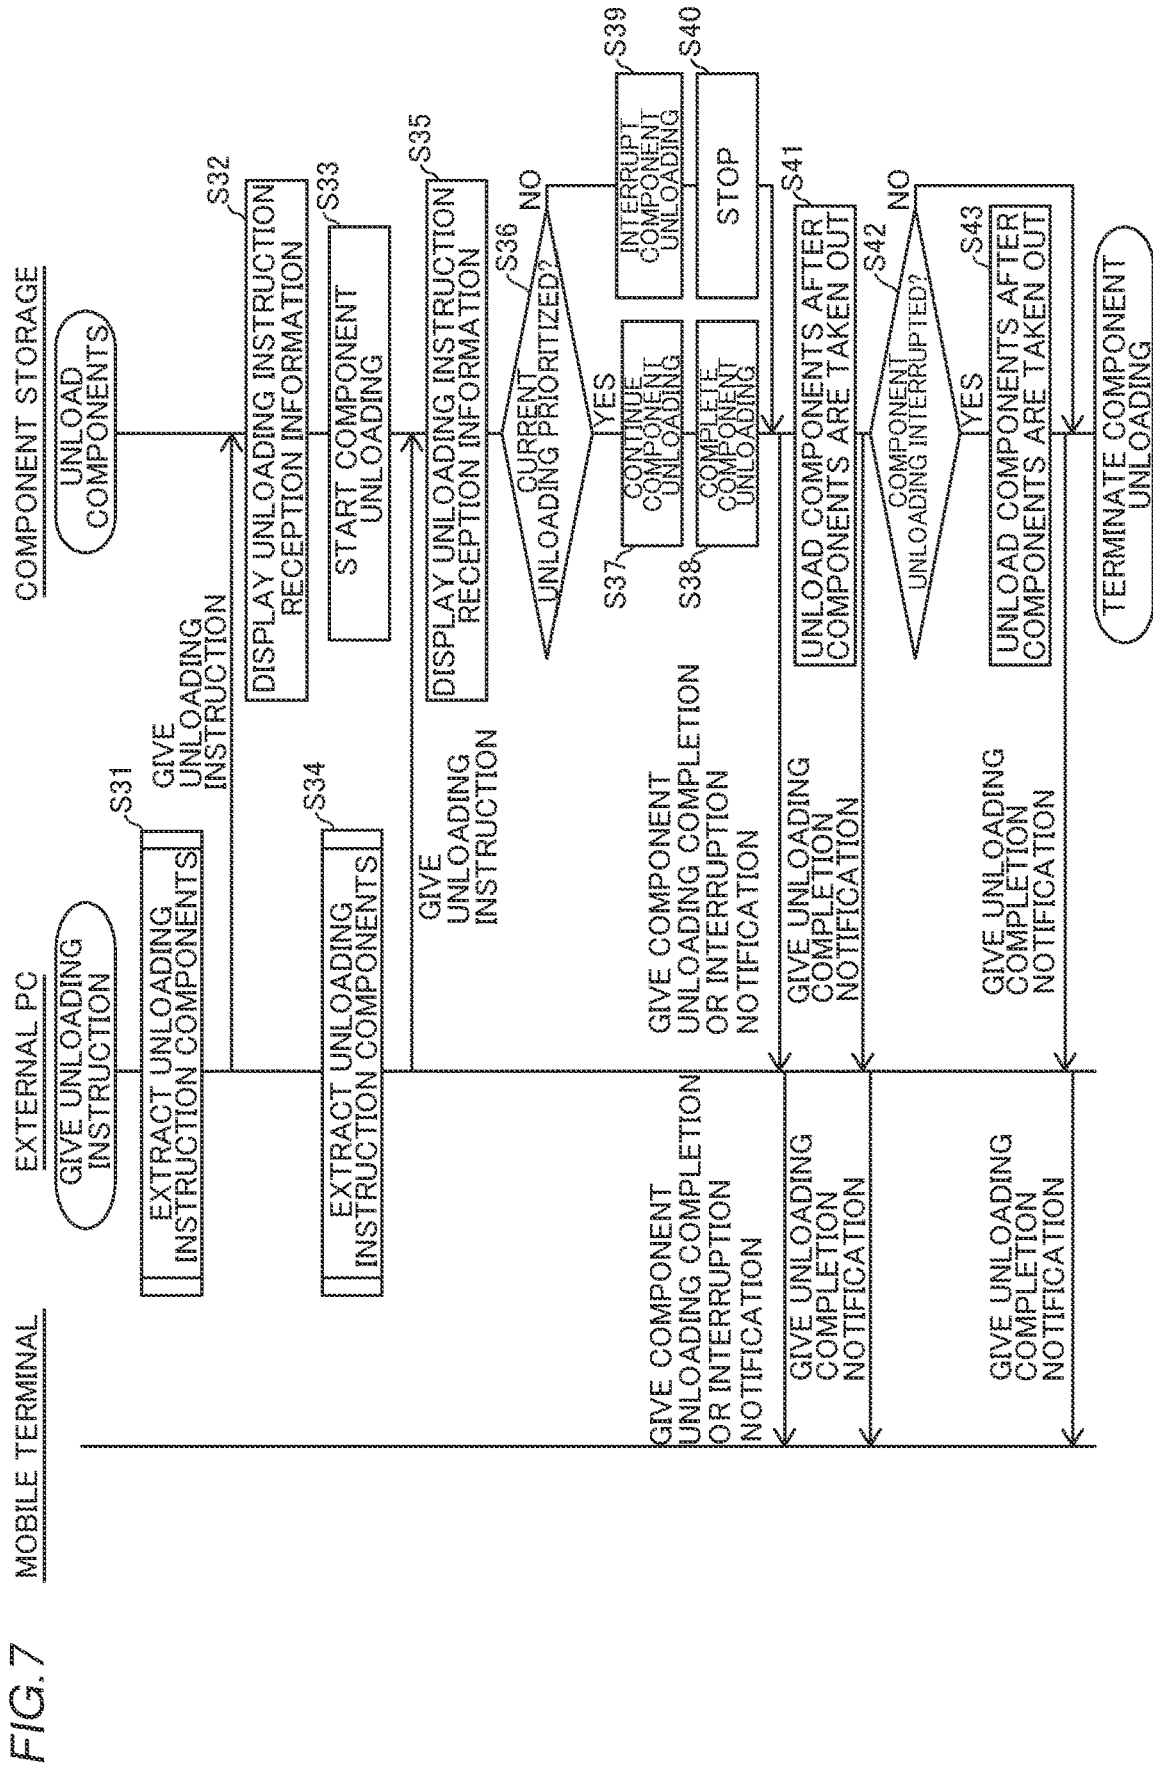 FIG.7
MOBILE TERMINAL
EXTERNAL PC
COMPONENT STORAGE
GIVE UNLOADING
INSTRUCTION
UNLOAD
COMPONENTS
S31
EXTRACT UNLOADING
INSTRUCTION COMPONENTS
GIVE
UNLOADING
INSTRUCTION
S32
DISPLAY UNLOADING INSTRUCTION
RECEPTION INFORMATION
S33
START COMPONENT
UNLOADING
S34
EXTRACT UNLOADING
INSTRUCTION COMPONENTS
GIVE
UNLOADING
INSTRUCTION
S35
DISPLAY UNLOADING INSTRUCTION
RECEPTION INFORMATION
S36
CURRENT
UNLOADING PRIORITIZED?
NO
YES
S37
CONTINUE
COMPONENT
UNLOADING
S39
INTERRUPT
COMPONENT
UNLOADING
S38
COMPLETE
COMPONENT
UNLOADING
S40
STOP
GIVE COMPONENT
UNLOADING COMPLETION
OR INTERRUPTION
NOTIFICATION
GIVE COMPONENT
UNLOADING COMPLETION
OR INTERRUPTION
NOTIFICATION
S41
UNLOAD COMPONENTS AFTER
COMPONENTS ARE TAKEN OUT
GIVE UNLOADING
COMPLETION
NOTIFICATION
GIVE UNLOADING
COMPLETION
NOTIFICATION
S42
COMPONENT
UNLOADING INTERRUPTED?
NO
YES
S43
UNLOAD COMPONENTS AFTER
COMPONENTS ARE TAKEN OUT
GIVE UNLOADING
COMPLETION
NOTIFICATION
GIVE UNLOADING
COMPLETION
NOTIFICATION
TERMINATE COMPONENT
UNLOADING